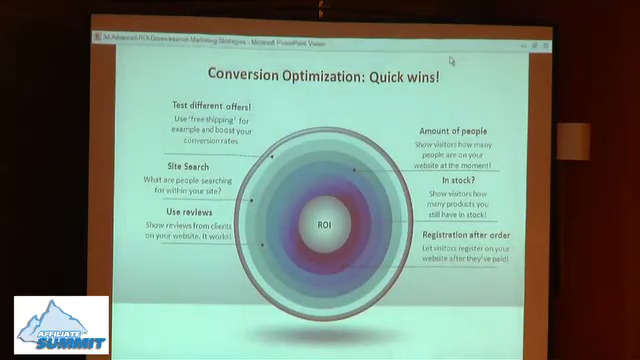 Advanced ROI-Driven Internet Marketing Strategies - Microsoft PowerPoint Viewer
Conversion Optimization: Quick wins!
Test different offers!
Use 'free shipping' for
example and boost your
conversion rates
Site Search
What are people searching
for within your site?
Use reviews
Show reviews from clients
on your website. It works!
ROI
Amount of people
Show visitors how many
people are on your
website at the moment!
In stock?
Show visitors how
many products you
still have in stock!
Registration after order
Let visitors register on your
website after they've paid!
AFFILIATE
SUMMIT